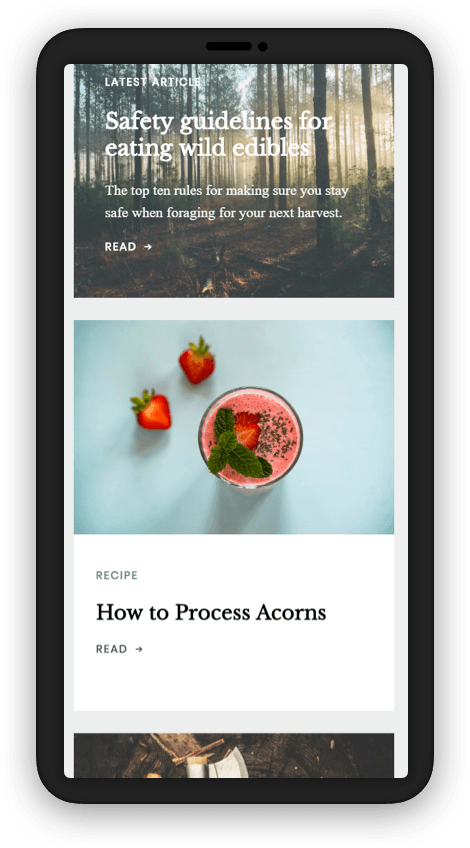 LATEST ARTICLE
Safety guidelines for
eating wild edibles
The top ten rules for making sure you stay
safe when foraging for your next harvest.
READ →
RECIPE
How to Process Acorns
READ →